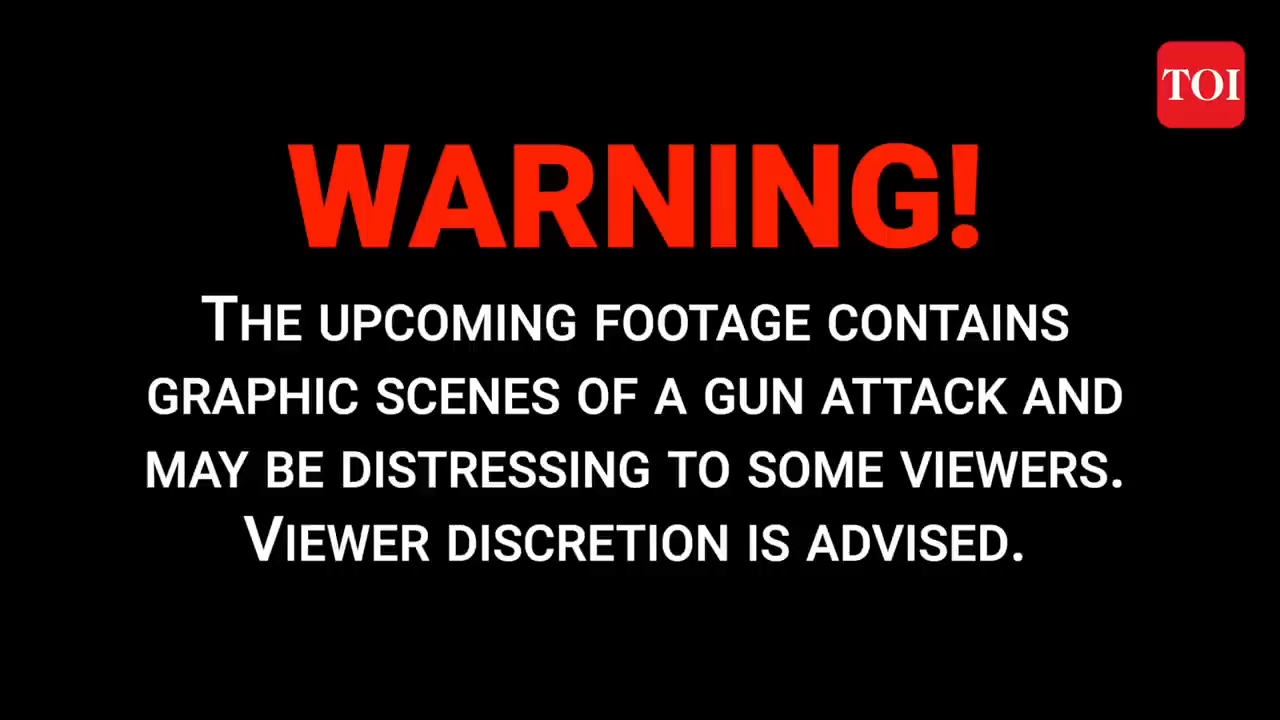 TOI
WARNING!
THE UPCOMING FOOTAGE CONTAINS
GRAPHIC SCENES OF A GUN ATTACK AND
MAY BE DISTRESSING TO SOME VIEWERS.
VIEWER DISCRETION IS ADVISED.